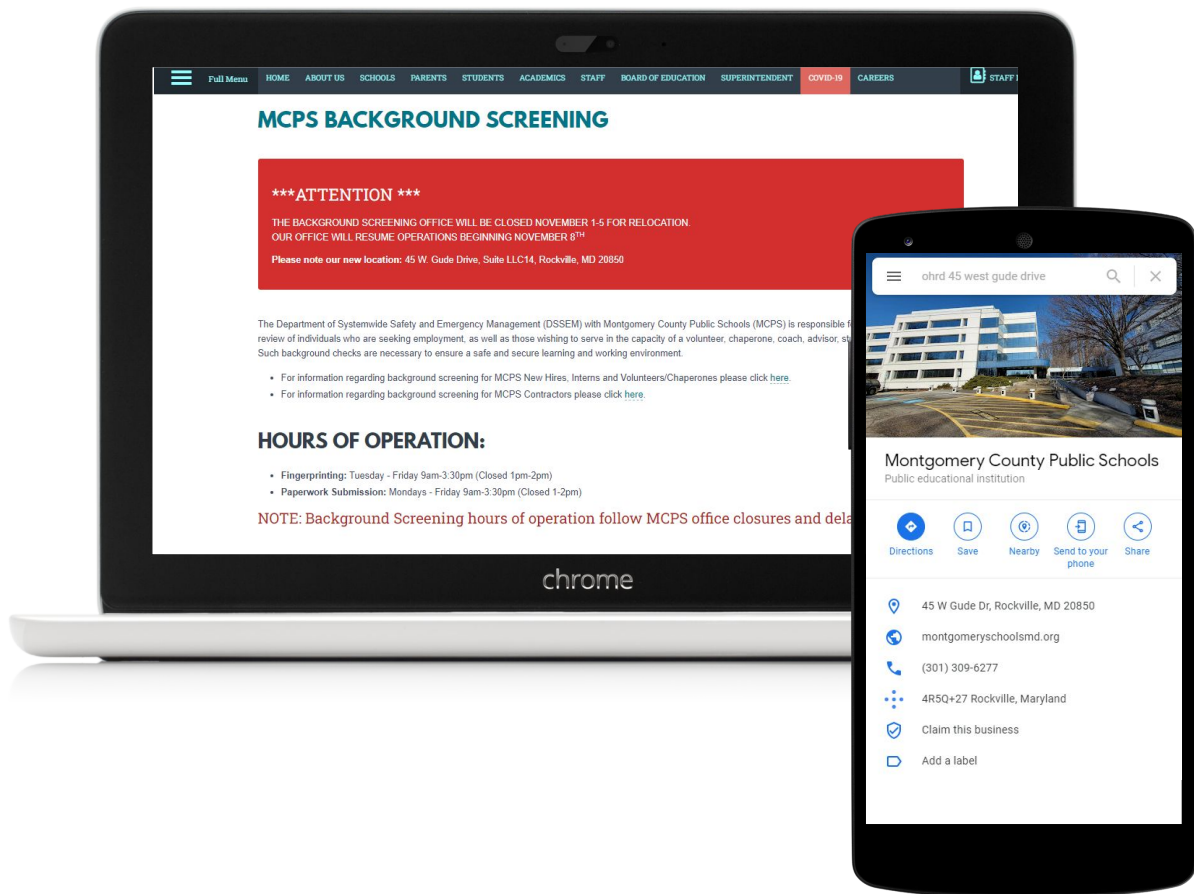 Full Menu HOME ABOUT US SCHOOLS PARENTS STUDENTS ACADEMICS STAFF BOARD OF EDUCATION SUPERINTENDENT COVID-19 CAREERS STAFF
MCPS BACKGROUND SCREENING
***ATTENTION ***
THE BACKGROUND SCREENING OFFICE WILL BE CLOSED NOVEMBER 1-5 FOR RELOCATION.
OUR OFFICE WILL RESUME OPERATIONS BEGINNING NOVEMBER 8TH
Please note our new location: 45 W. Gude Drive, Suite LLC14, Rockville, MD 20850
The Department of Systemwide Safety and Emergency Management (DSSEM) with Montgomery County Public Schools (MCPS) is responsible
review of individuals who are seeking employment, as well as those wishing to serve in the capacity of a volunteer, chaperone, coach, advisor,
Such background checks are necessary to ensure a safe and secure learning and working environment.
• For information regarding background screening for MCPS New Hires, Interns and Volunteers/Chaperones please click here.
• For information regarding background screening for MCPS Contractors please click here.
HOURS OF OPERATION:
• Fingerprinting: Tuesday - Friday 9am-3:30pm (Closed 1pm-2pm)
• Paperwork Submission: Mondays - Friday 9am-3:30pm (Closed 1-2pm)
NOTE: Background Screening hours of operation follow MCPS office closures and dela
chrome
ohrd 45 west gude drive
Montgomery County Public Schools
Public educational institution
Directions Save Nearby Send to your phone Share
45 W Gude Dr, Rockville, MD 20850
montgomeryschoolsmd.org
(301) 309-6277
4R5Q+27 Rockville, Maryland
Claim this business
Add a label